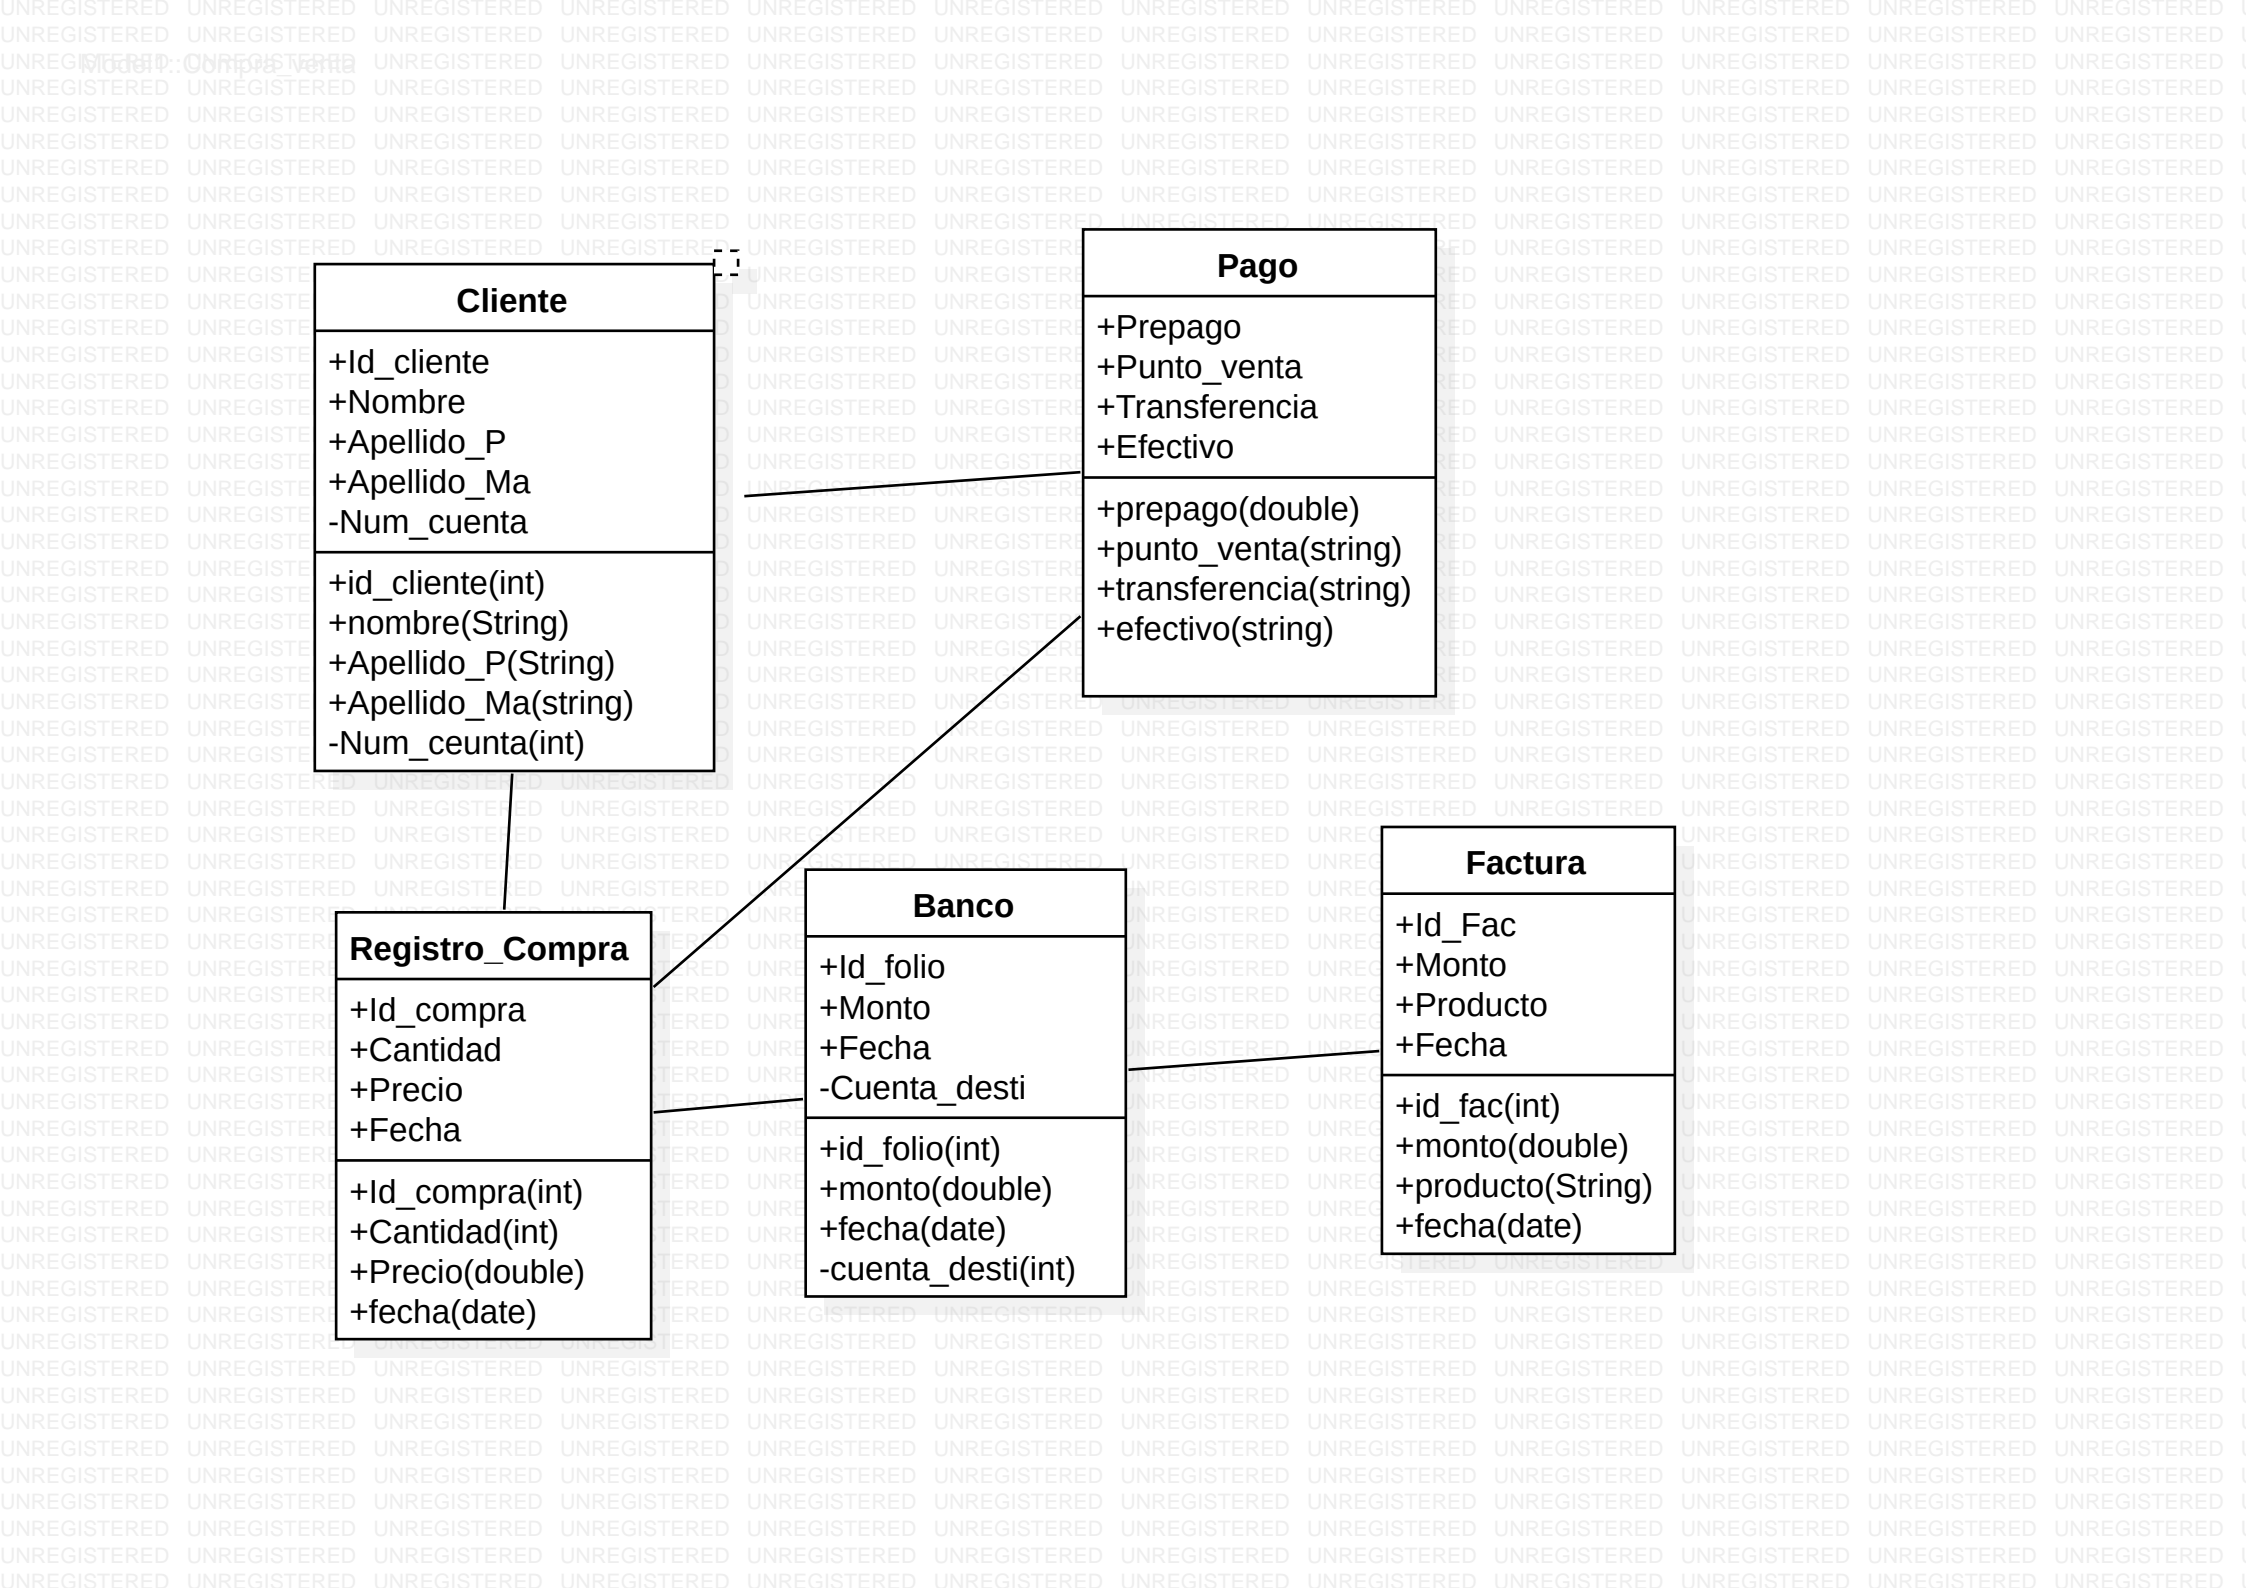 Model1::Compra_venta
Cliente
+Id_cliente
+Nombre
+Apellido_P
+Apellido_Ma
-Num_cuenta
+id_cliente(int)
+nombre(String)
+Apellido_P(String)
+Apellido_Ma(string)
-Num_ceunta(int)
Pago
+Prepago
+Punto_venta
+Transferencia
+Efectivo
+prepago(double)
+punto_venta(string)
+transferencia(string)
+efectivo(string)
Registro_Compra
+Id_compra
+Cantidad
+Precio
+Fecha
+Id_compra(int)
+Cantidad(int)
+Precio(double)
+fecha(date)
Banco
+Id_folio
+Monto
+Fecha
-Cuenta_desti
+id_folio(int)
+monto(double)
+fecha(date)
-cuenta_desti(int)
Factura
+Id_Fac
+Monto
+Producto
+Fecha
+id_fac(int)
+monto(double)
+producto(String)
+fecha(date)
UNREGISTERED